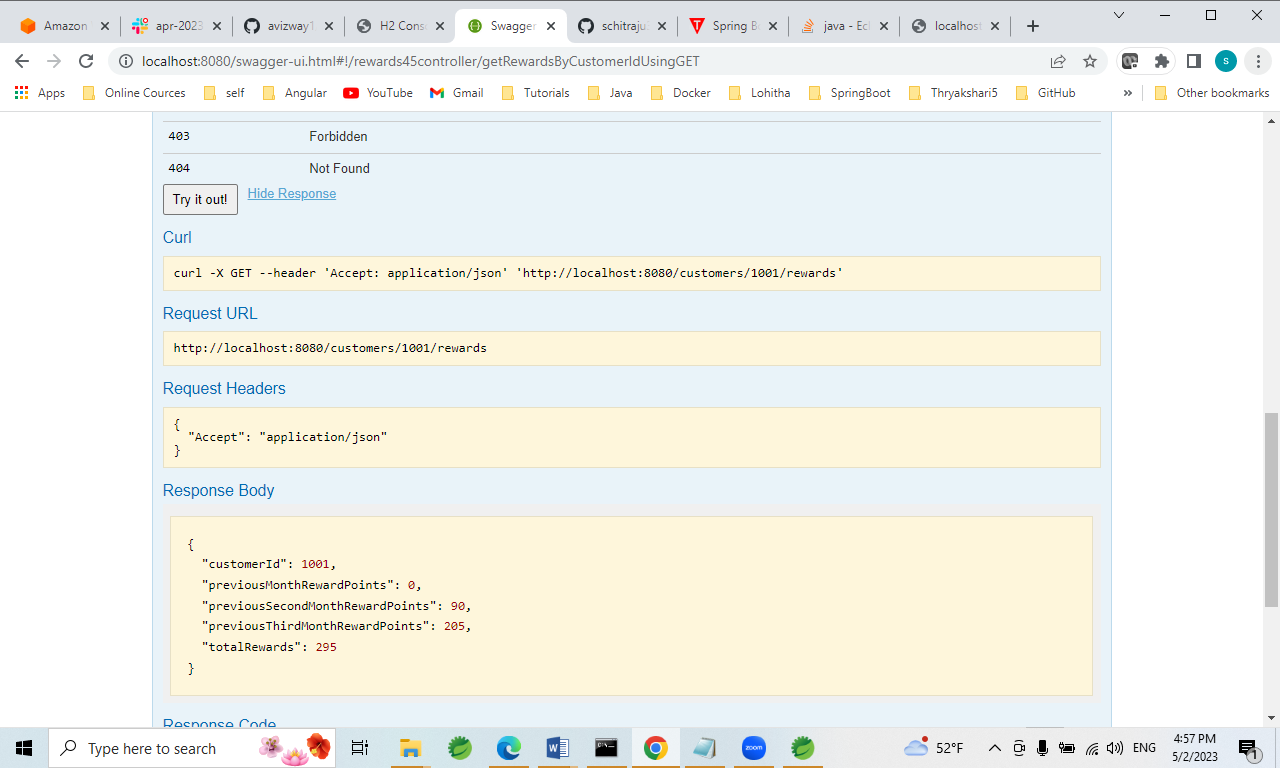 Amazon
apr-2023
avizway1
H2 Cons
Swagger
schitraju
Spring B
java - Ecl
localhost
localhost:8080/swagger-ui.html#!/rewards45controller/getRewardsByCustomerIdUsingGET
S
Apps
Online Cources
self
Angular
YouTube
Gmail
Tutorials
Java
Docker
Lohitha
SpringBoot
Thryakshari5
GitHub
»
Other bookmarks
403 Forbidden
404 Not Found
Try it out! Hide Response
Curl
curl -X GET --header 'Accept: application/json' 'http://localhost:8080/customers/1001/rewards'
Request URL
http://localhost:8080/customers/1001/rewards
Request Headers
{
"Accept": "application/json"
}
Response Body
{
"customerId": 1001,
"previousMonthRewardPoints": 0,
"previousSecondMonthRewardPoints": 90,
"previousThirdMonthRewardPoints": 205,
"totalRewards": 295
}
Response Code
Type here to search
zoom
52°F
ENG
4:57 PM
5/2/2023
1